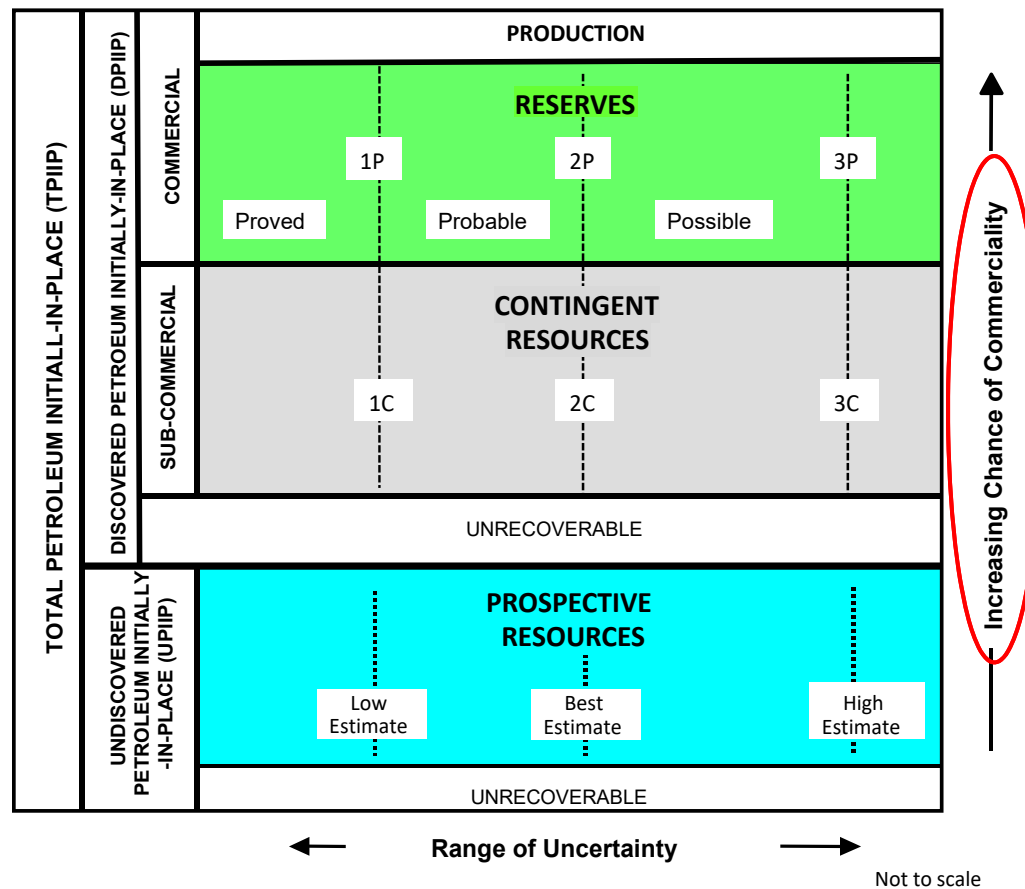 PRODUCTION
RESERVES
1P
2P
3P
Proved
Probable
Possible
CONTINGENT
RESOURCES
1C
2C
3C
UNRECOVERABLE
PROSPECTIVE
RESOURCES
Low
Estimate
Best
Estimate
High
Estimate
UNRECOVERABLE
TOTAL PETROLEUM INITIALL-IN-PLACE (TPIIP)
DISCOVERED PETROEUM INITIALLY-IN-PLACE (DPIIP)
COMMERCIAL
SUB-COMMERCIAL
UNDISCOVERED
PETROLEUM INITIALLY
-IN-PLACE (UPIIP)
Increasing Chance of Commerciality
Range of Uncertainty
Not to scale